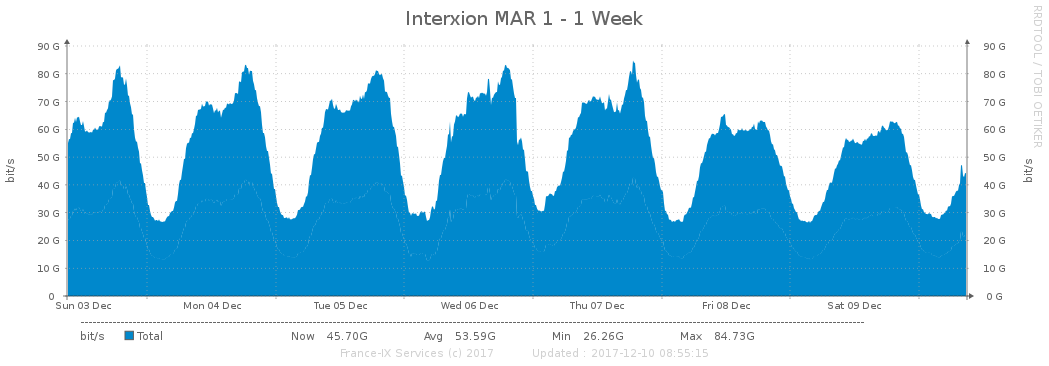 Interxion MAR 1 - 1 Week
RRDTOOL / TOBI OETIKER
90 G 90 G
80 G 80 G
70 G 70 G
60 G 60 G
50 G 50 G
40 G 40 G
30 G 30 G
20 G 20 G
10 G 10 G
0 0 G
bit/s bit/s
Sun 03 Dec Mon 04 Dec Tue 05 Dec Wed 06 Dec Thu 07 Dec Fri 08 Dec Sat 09 Dec
bit/s Total Now 45.70G Avg 53.59G Min 26.26G Max 84.73G
France-IX Services (c) 2017 Updated : 2017-12-10 08:55:15